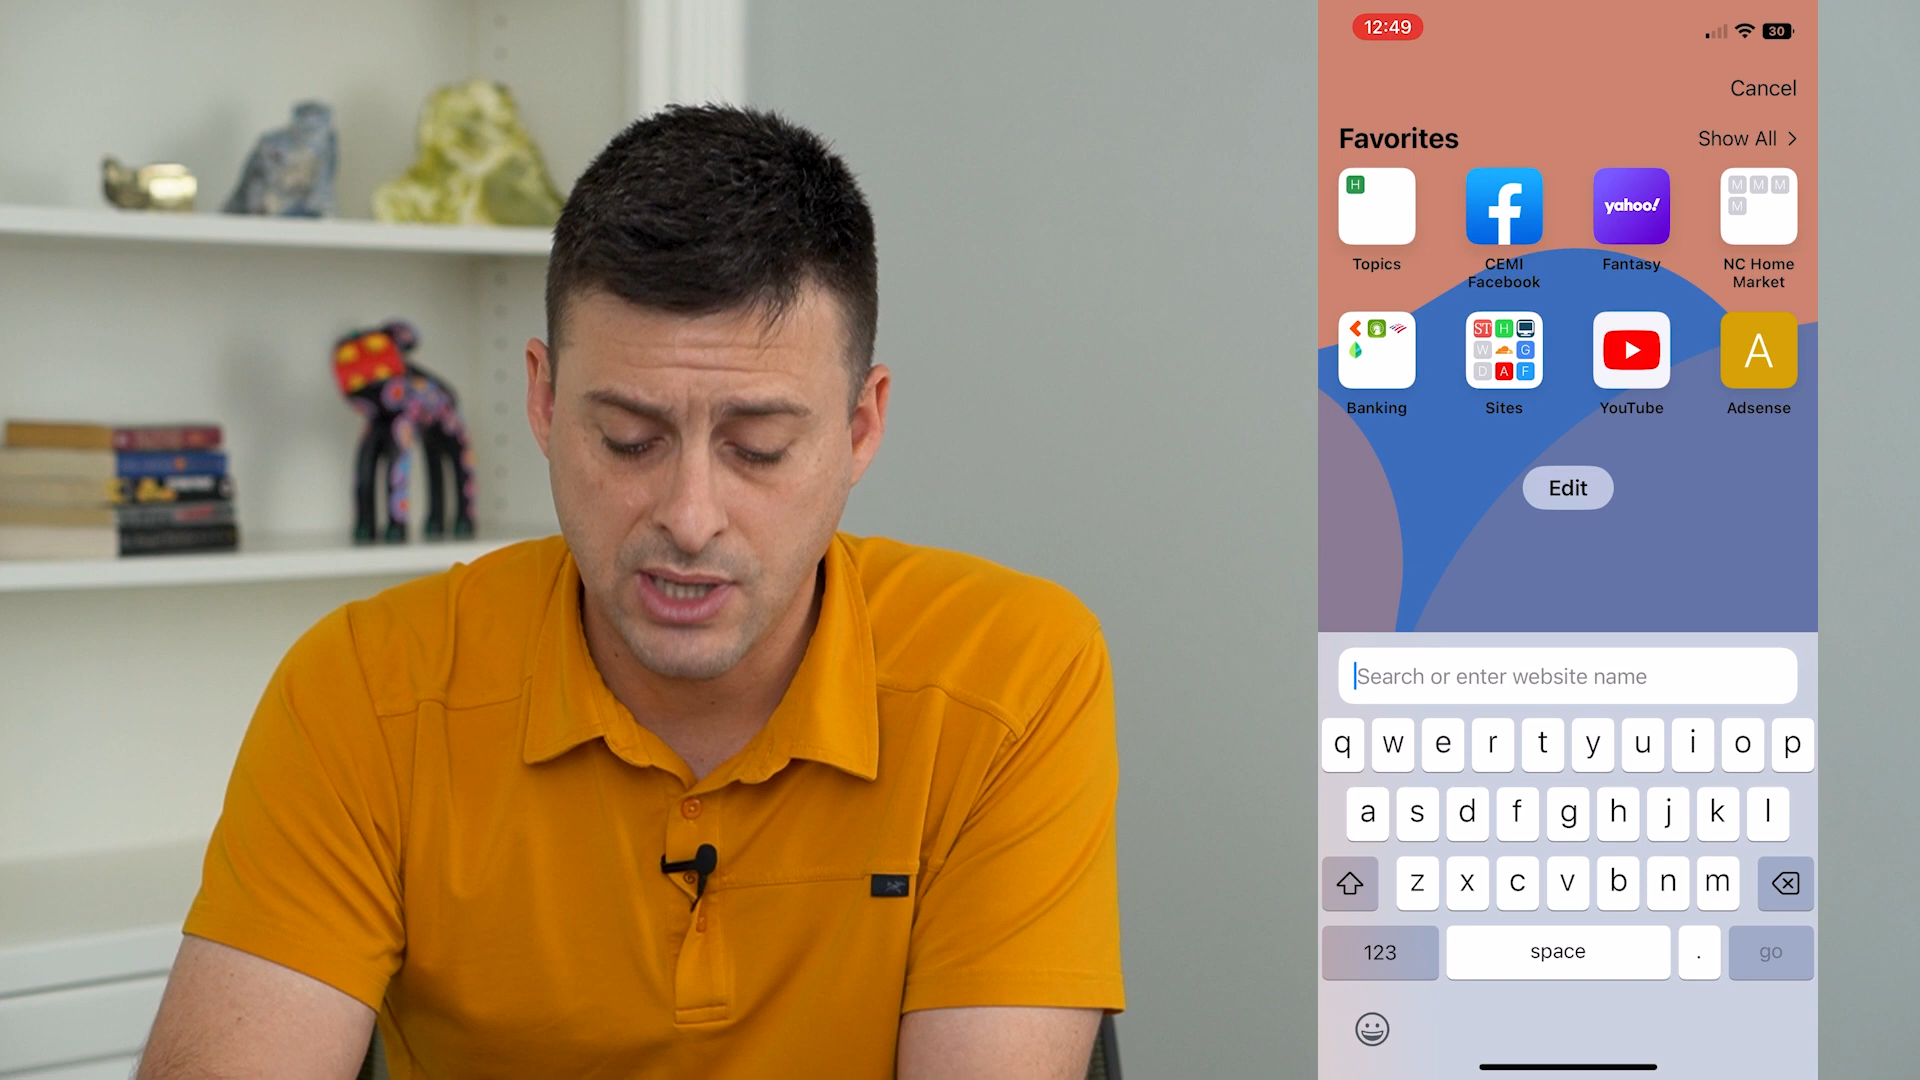 12:49
30
Cancel
Favorites
Show All
H
yahoo!
M M M
M
Topics
CEMI
Facebook
Fantasy
NC Home
Market
ST H
W G
D A F
A
Banking
Sites
YouTube
Adsense
Edit
Search or enter website name
q w e r t y u i o p
a s d f g h j k l
z x c v b n m
123 space . go